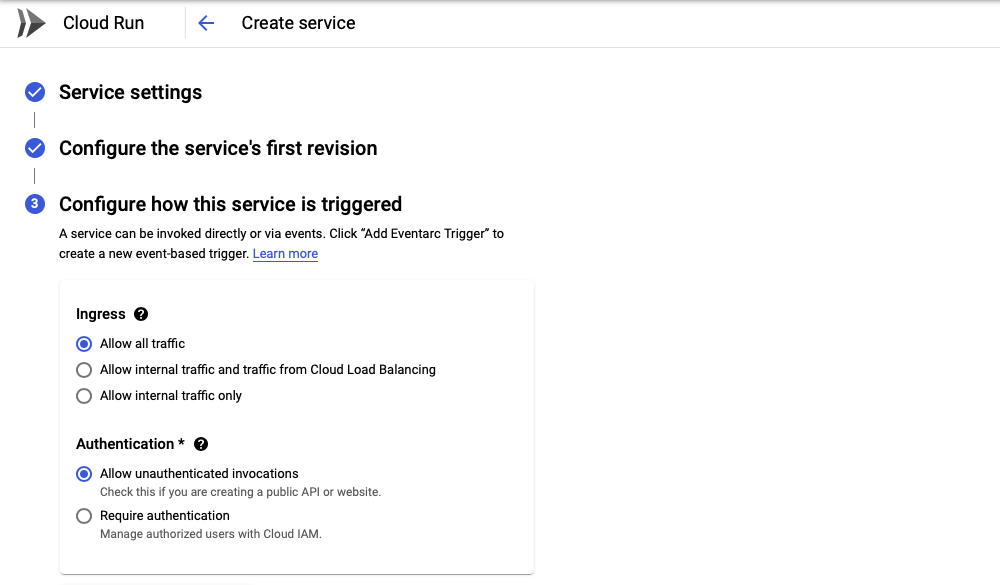 Cloud Run
Create service
Service settings
Configure the service's first revision
3
Configure how this service is triggered
A service can be invoked directly or via events. Click “Add Eventarc Trigger” to
create a new event-based trigger. Learn more
Ingress ?
Allow all traffic
Allow internal traffic and traffic from Cloud Load Balancing
Allow internal traffic only
Authentication * ?
Allow unauthenticated invocations
Check this if you are creating a public API or website.
Require authentication
Manage authorized users with Cloud IAM.